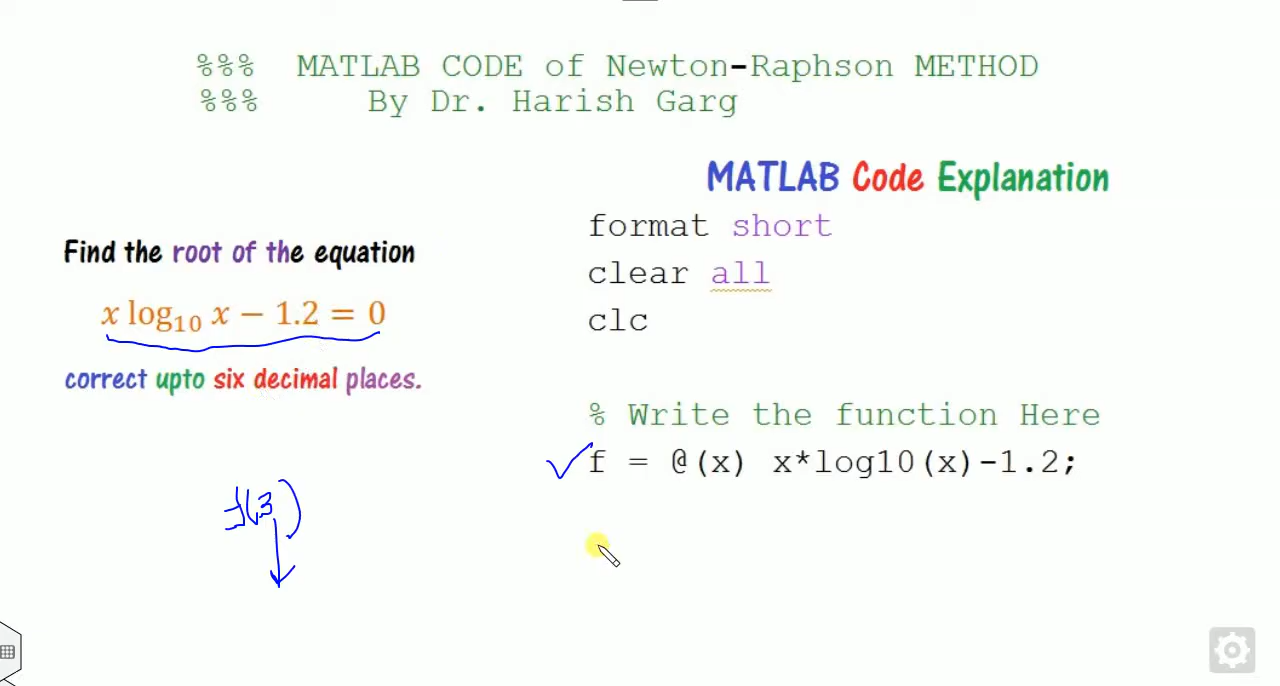 %%% MATLAB CODE of Newton-Raphson METHOD
%%% By Dr. Harish Garg
MATLAB Code Explanation
format short
clear all
clc
Find the root of the equation
x log₁₀ x − 1.2 = 0
correct upto six decimal places.
% Write the function Here
f = @(x) x*log10(x)-1.2;
f(3)